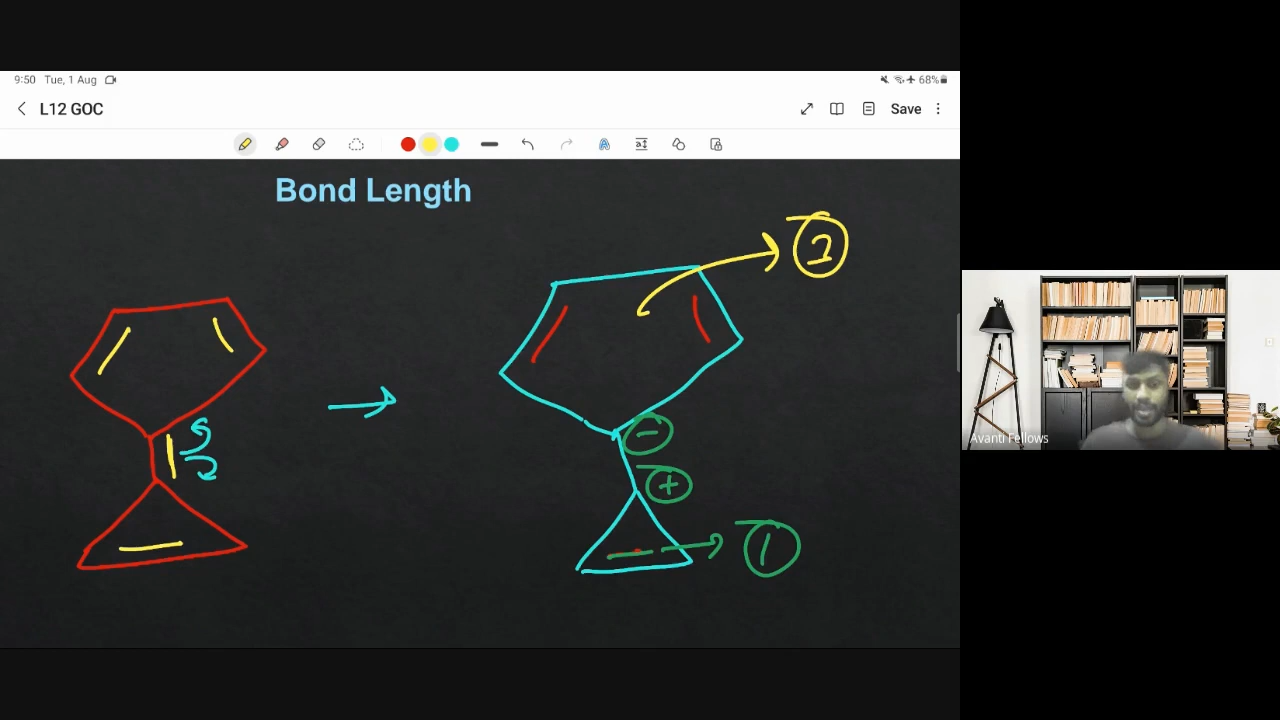 9:50 Tue, 1 Aug 68%
L12 GOC
Save
Bond Length
2
−
+
1
Avanti Fellows